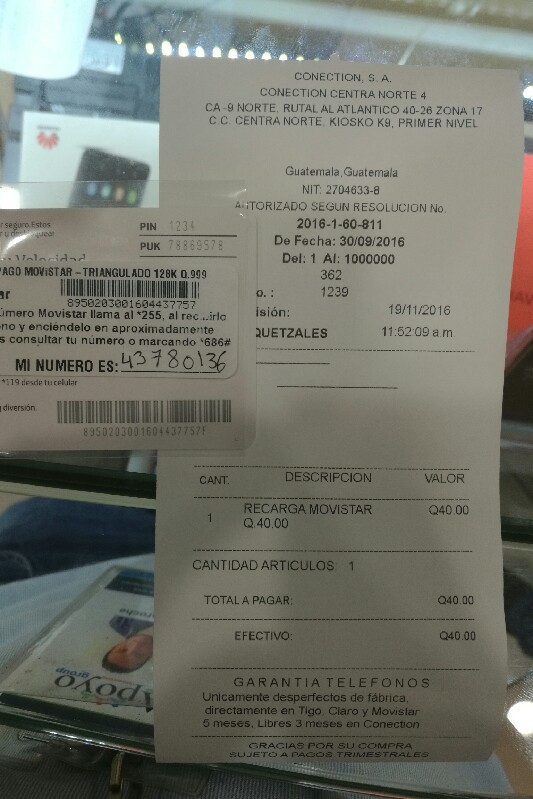 CONECTION, S. A.
CONECTION CENTRA NORTE 4
CA -9 NORTE, RUTAL AL ATLANTICO 40-26 ZONA 17
C.C. CENTRA NORTE, KIOSKO K9, PRIMER NIVEL
Guatemala,Guatemala
NIT: 2704633-8
AUTORIZADO SEGUN RESOLUCION No.
2016-1-60-811
De Fecha: 30/09/2016
Del: 1 Al: 1000000
362
o. : 1239
isión: 19/11/2016
QUETZALES 11:52:09 a.m.
CANT. DESCRIPCION VALOR
1 RECARGA MOVISTAR Q40.00
Q 40.00
CANTIDAD ARTICULOS: 1
TOTAL A PAGAR: Q40.00
EFECTIVO: Q40.00
GARANTIA TELEFONOS
Unicamente desperfectos de fábrica,
directamente en Tigo, Claro y Movistar
6 meses, Libres 3 meses en Conection
GRACIAS POR SU COMPRA
SUJETO A PAGOS TRIMESTRALES
r seguro. Estos
PIN 1234
PUK 78869578
Velocidad
PAGO MOVISTAR -TRIANGULADO 128K Q.999
ar
8950203001604437757
úmero Movistar llama al *255, al recibirlo
ono y enciéndelo en aproximadamente
s consultar tu número o marcando *686#
MI NUMERO ES: 43780136
*119 desde tu celular
diversión.
8950203001604437757F
Apoyo
group